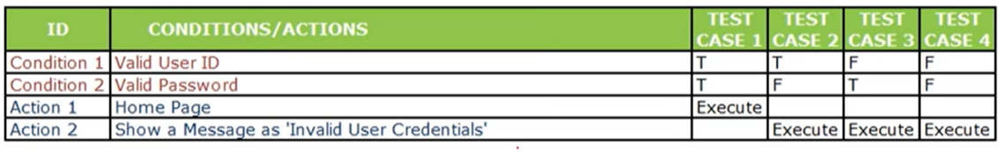 ID CONDITIONS/ACTIONS TEST CASE 1 TEST CASE 2 TEST CASE 3 TEST CASE 4
Condition 1 Valid User ID T T F F
Condition 2 Valid Password T F T F
Action 1 Home Page Execute
Action 2 Show a Message as 'Invalid User Credentials' Execute Execute Execute